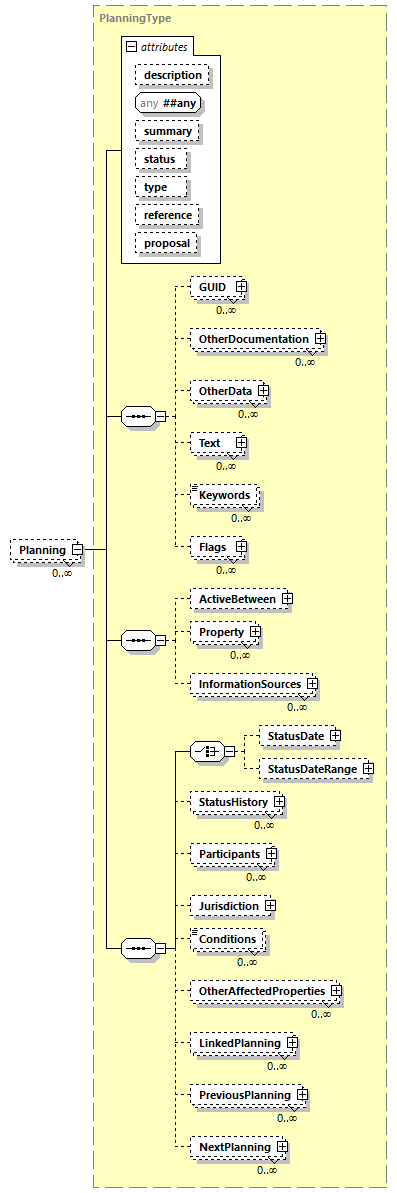 PlanningType
attributes
description
any ##any
summary
status
type
reference
proposal
GUID
0..∞
OtherDocumentation
0..∞
OtherData
0..∞
Text
0..∞
Keywords
0..∞
Planning
0..∞
Flags
0..∞
ActiveBetween
Property
0..∞
InformationSources
0..∞
StatusDate
StatusDateRange
StatusHistory
0..∞
Participants
0..∞
Jurisdiction
Conditions
0..∞
OtherAffectedProperties
0..∞
LinkedPlanning
0..∞
PreviousPlanning
0..∞
NextPlanning
0..∞